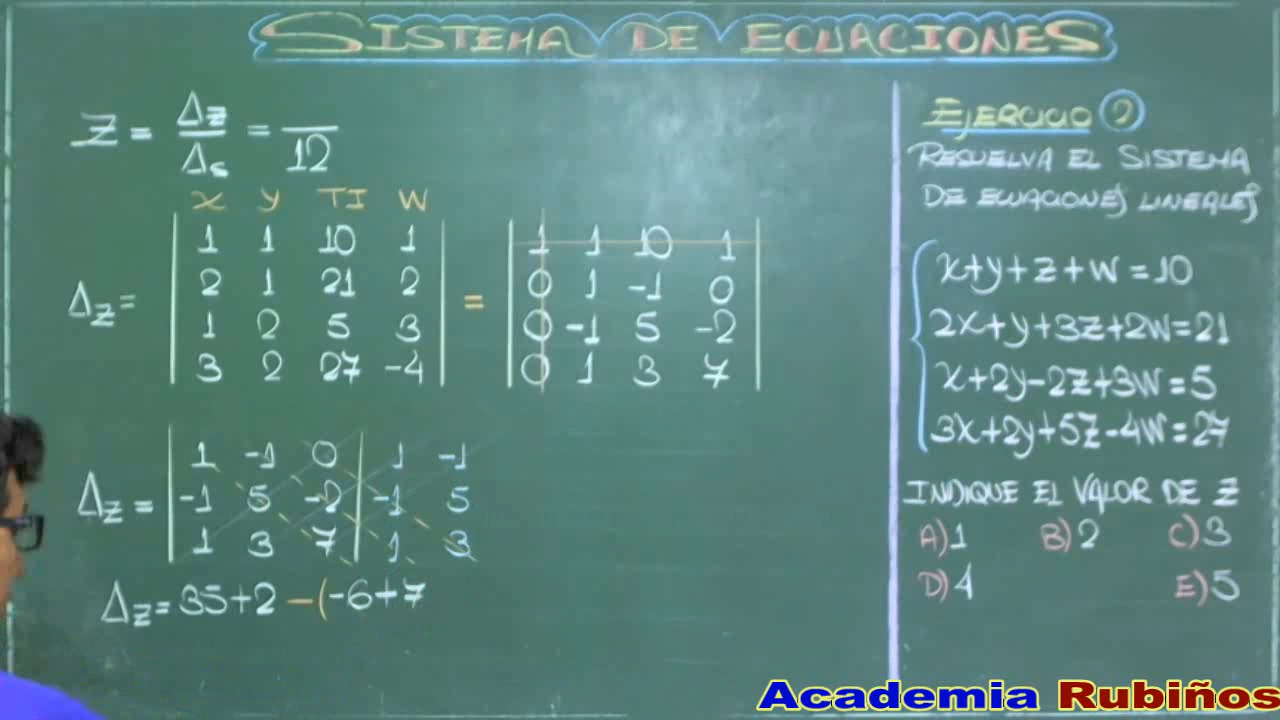 SISTEMA DE ECUACIONES
Z = Δz/Δs = —/12
X Y TI W
Δz = | 1 1 10 1 | = | 1 1 10 1 |
| 2 1 21 2 | | 0 1 -1 0 |
| 1 2 5 3 | | 0 -1 5 -2 |
| 3 2 27 -4 | | 0 1 3 7 |
Δz = | 1 -1 0 | 1 -1
| -1 5 -2 | -1 5
| 1 3 7 | 1 3
Δz = 35+2 -(-6+7
EJERCICIO
RESUELVA EL SISTEMA
DE ECUACIONES LINEALES
x+y+z+w=10
2x+y+3z+2w=21
x+2y-2z+3w=5
3x+2y+5z-4w=27
INDIQUE EL VALOR DE Z
A) 1 B) 2 C) 3
D) 4 E) 5
Academia Rubiños